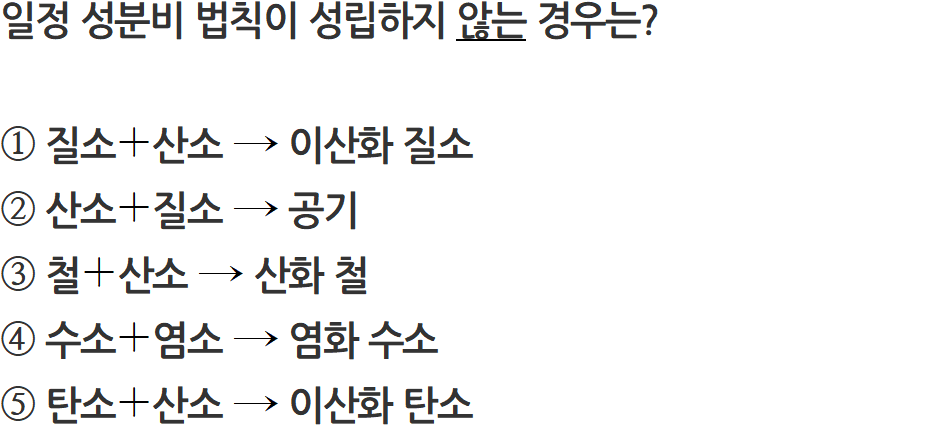 일정 성분비 법칙이 성립하지 않는 경우는?
① 질소+산소 → 이산화 질소
② 산소+질소 → 공기
③ 철+산소 → 산화 철
④ 수소+염소 → 염화 수소
⑤ 탄소+산소 → 이산화 탄소